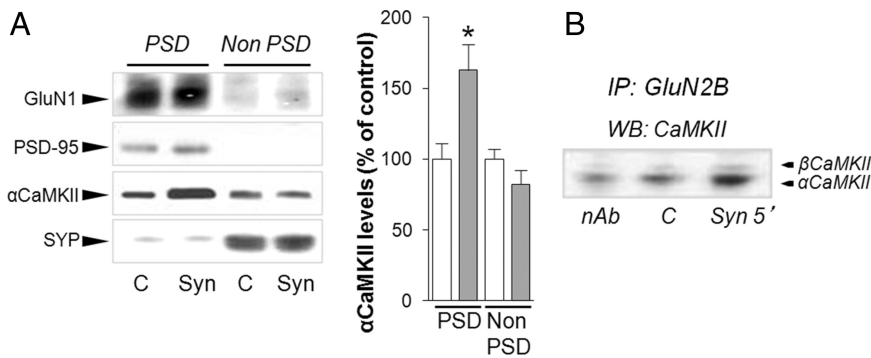 A
PSD Non PSD
GluN1
PSD-95
αCaMKII
SYP
C Syn C Syn
αCaMKII levels (% of control)
200
150
100
50
0
*
PSD Non
PSD
B
IP: GluN2B
WB: CaMKII
βCaMKII
αCaMKII
nAb C Syn 5’